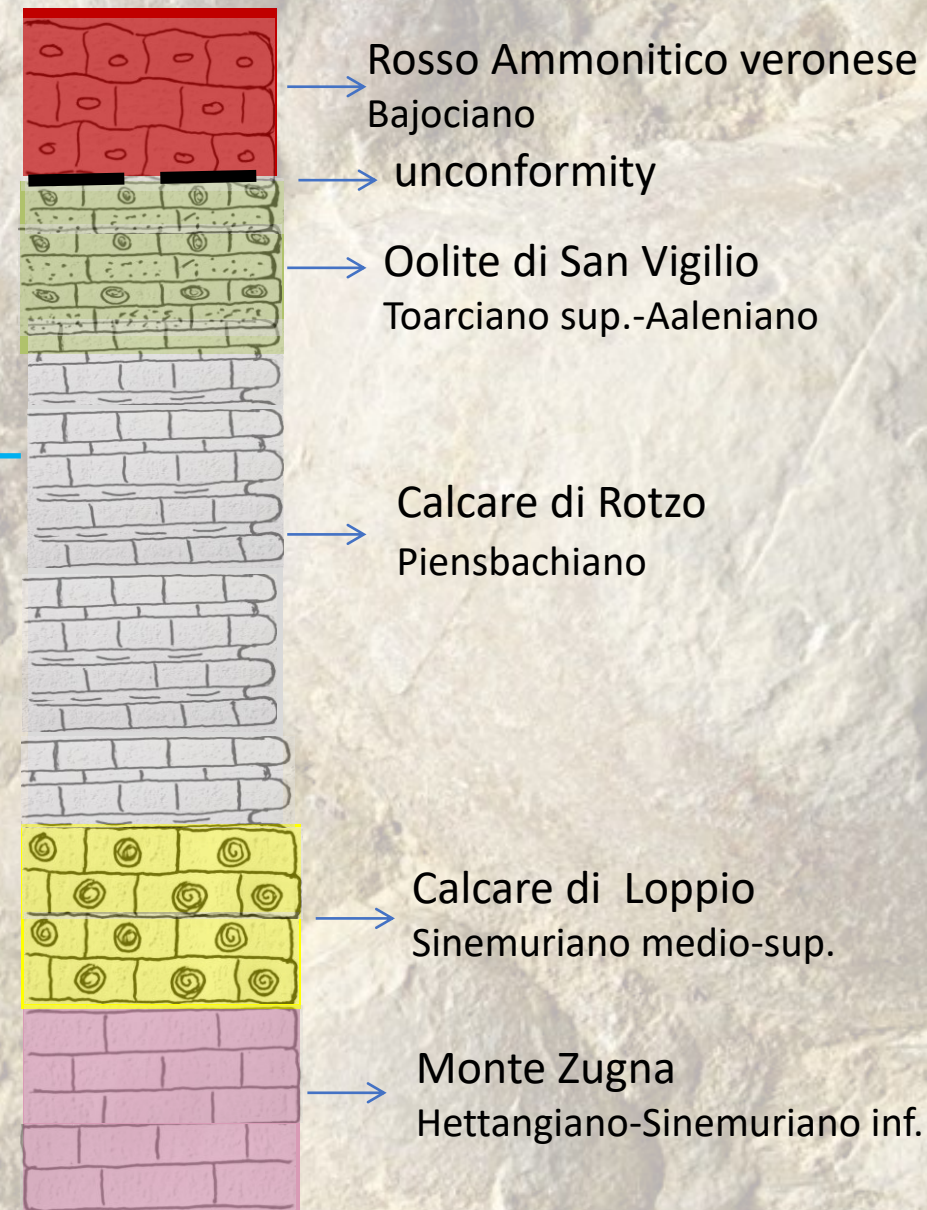 Rosso Ammonitico veronese
Bajociano
unconformity
Oolite di San Vigilio
Toarciano sup.-Aaleniano
Calcare di Rotzo
Piensbachiano
Calcare di Loppio
Sinemuriano medio-sup.
Monte Zugna
Hettangiano-Sinemuriano inf.